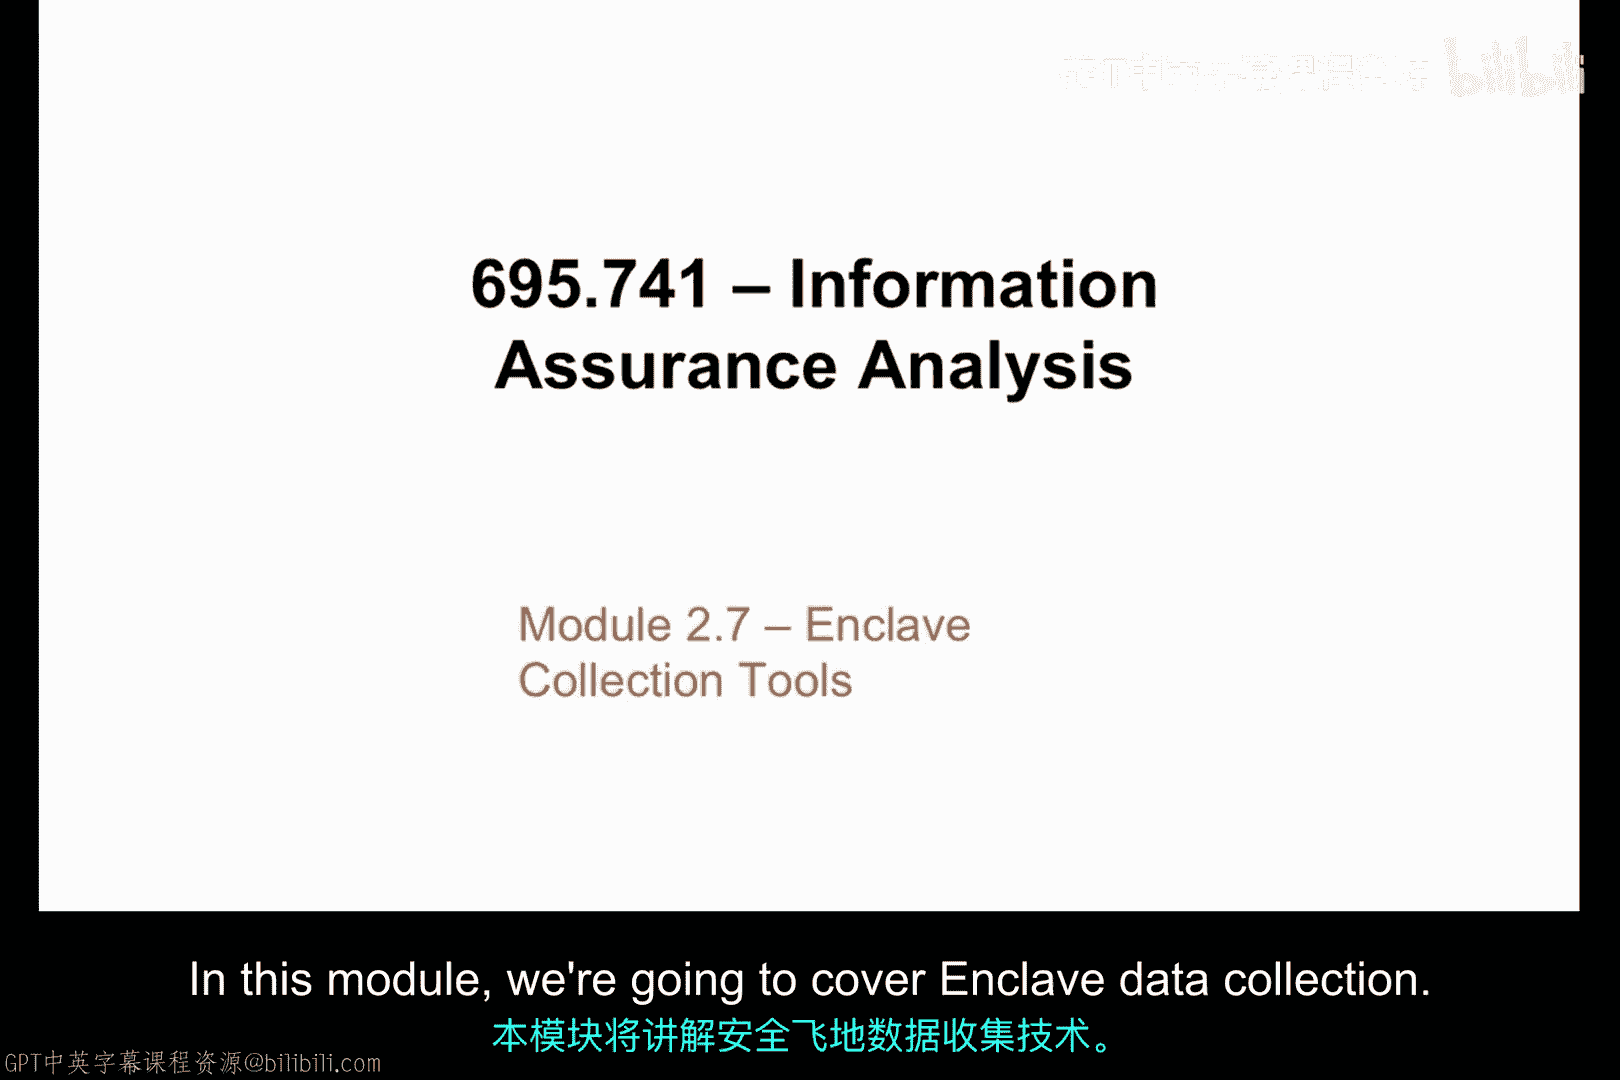 bilibili
695.741 – Information
Assurance Analysis
Module 2.7 – Enclave
Collection Tools
In this module, we're going to cover Enclave data collection.
本模块将讲解安全飞地数据收集技术。
GPT中英字幕课程资源@bilibili.com